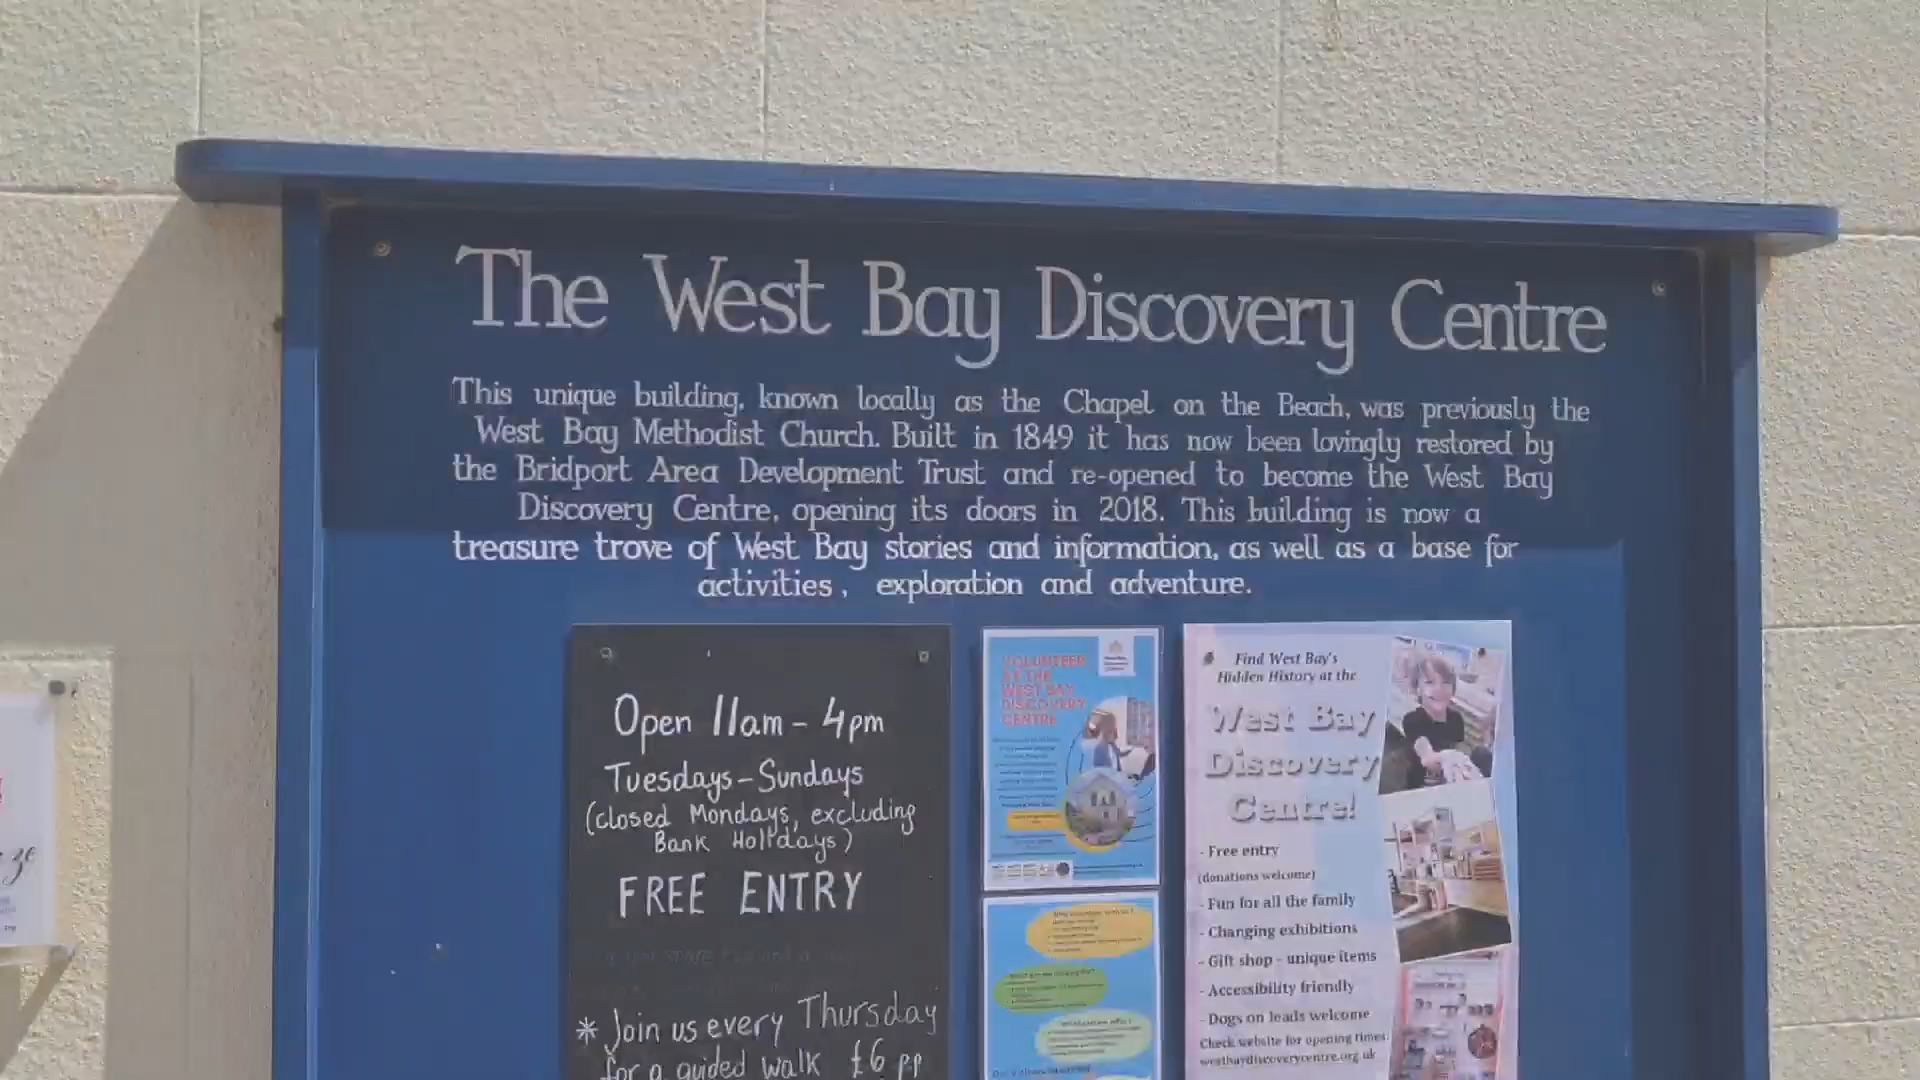 The West Bay Discovery Centre
This unique building, known locally as the Chapel on the Beach, was previously the
West Bay Methodist Church. Built in 1849 it has now been lovingly restored by
the Bridport Area Development Trust and re-opened to become the West Bay
Discovery Centre, opening its doors in 2018. This building is now a
treasure trove of West Bay stories and information, as well as a base for
activities, exploration and adventure.
Open 11am - 4pm
Tuesdays - Sundays
(closed Mondays, excluding
Bank Holidays)
FREE ENTRY
* Join us every Thursday
for a guided walk £6 pp
VOLUNTEER
AT THE
WEST BAY
DISCOVERY
CENTRE
Find West Bay's
Hidden History at the
West Bay
Discovery
Centre!
- Free entry
(donations welcome)
- Fun for all the family
- Changing exhibitions
- Gift shop - unique items
- Accessibility friendly
- Dogs on leads welcome
Check website for opening times:
westbaydiscoverycentre.org.uk